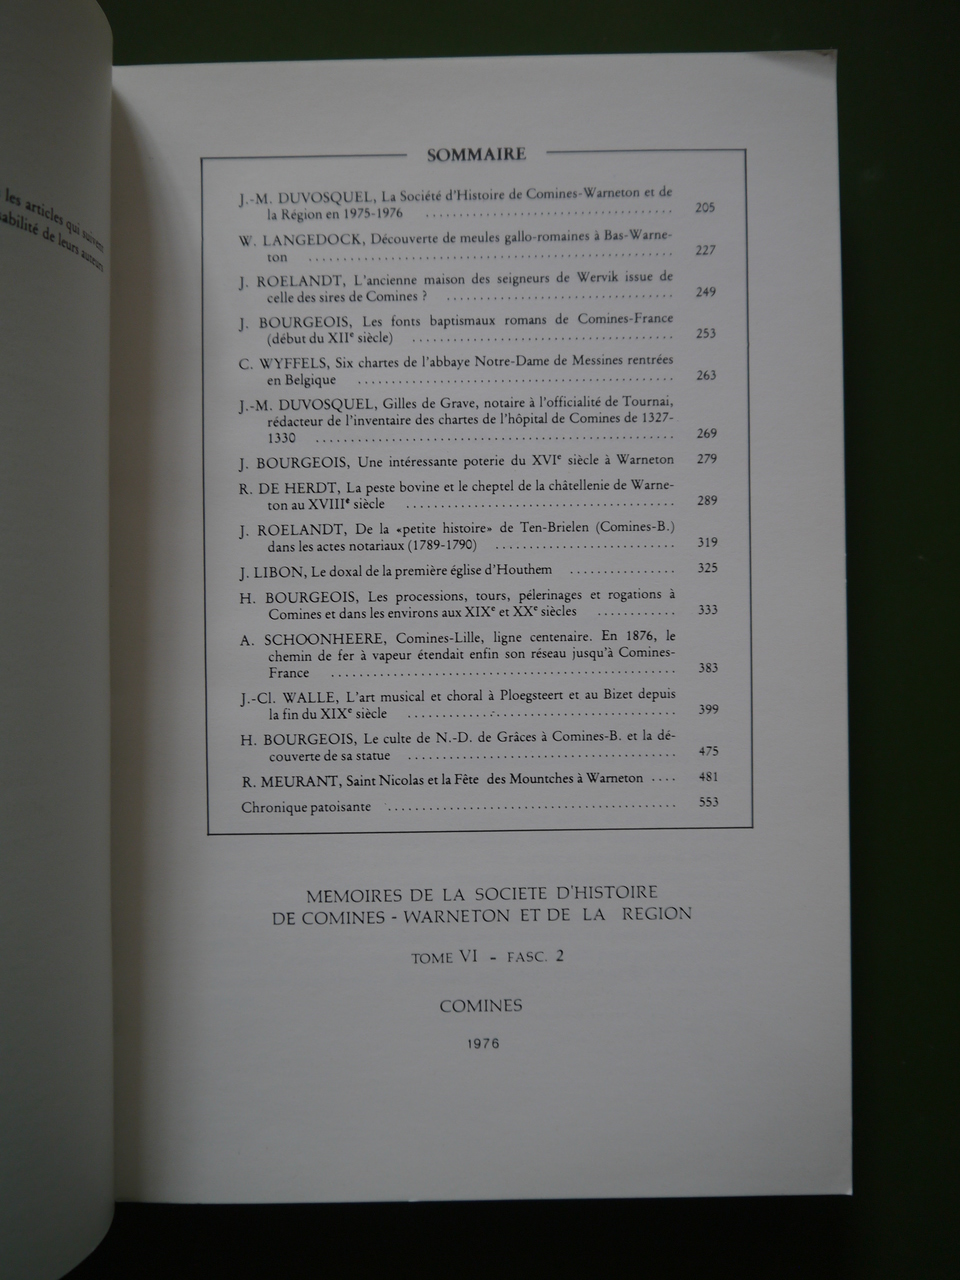 les articles qui suivent
abilité de leurs auteurs
SOMMAIRE
J.-M. DUVOSQUEL, La Société d'Histoire de Comines-Warneton et de
la Région en 1975-1976 .................................... 205
W. LANGEDOCK, Découverte de meules gallo-romaines à Bas-Warne-
ton .................................................... 227
J. ROELANDT, L'ancienne maison des seigneurs de Wervik issue de
celle des sires de Comines ? ................................ 249
J. BOURGEOIS, Les fonts baptismaux romans de Comines-France
(début du XIIe siècle) ..................................... 253
C. WYFFELS, Six chartes de l'abbaye Notre-Dame de Messines rentrées
en Belgique .............................................. 263
J.-M. DUVOSQUEL, Gilles de Grave, notaire à l'officialité de Tournai,
rédacteur de l'inventaire des chartes de l'hôpital de Comines de 1327-
1330 .................................................... 269
J. BOURGEOIS, Une intéressante poterie du XVIe siècle à Warneton 279
R. DE HERDT, La peste bovine et le cheptel de la châtellenie de Warne-
ton au XVIIIe siècle ...................................... 289
J. ROELANDT, De la «petite histoire» de Ten-Brielen (Comines-B.)
dans les actes notariaux (1789-1790) .......................... 319
J. LIBON, Le doxal de la première église d'Houthem ................ 325
H. BOURGEOIS, Les processions, tours, pélerinages et rogations à
Comines et dans les environs aux XIXe et XXe siècles ............ 333
A. SCHOONHEERE, Comines-Lille, ligne centenaire. En 1876, le
chemin de fer à vapeur étendait enfin son réseau jusqu'à Comines-
France .................................................. 383
J.-Cl. WALLE, L'art musical et choral à Ploegsteert et au Bizet depuis
la fin du XIXe siècle ....................................... 399
H. BOURGEOIS, Le culte de N.-D. de Grâces à Comines-B. et la dé-
couverte de sa statue ...................................... 475
R. MEURANT, Saint Nicolas et la Fête des Mountches à Warneton .... 481
Chronique patoisante .......................................... 553
MEMOIRES DE LA SOCIETE D'HISTOIRE
DE COMINES - WARNETON ET DE LA REGION
TOME VI - FASC. 2
COMINES
1976